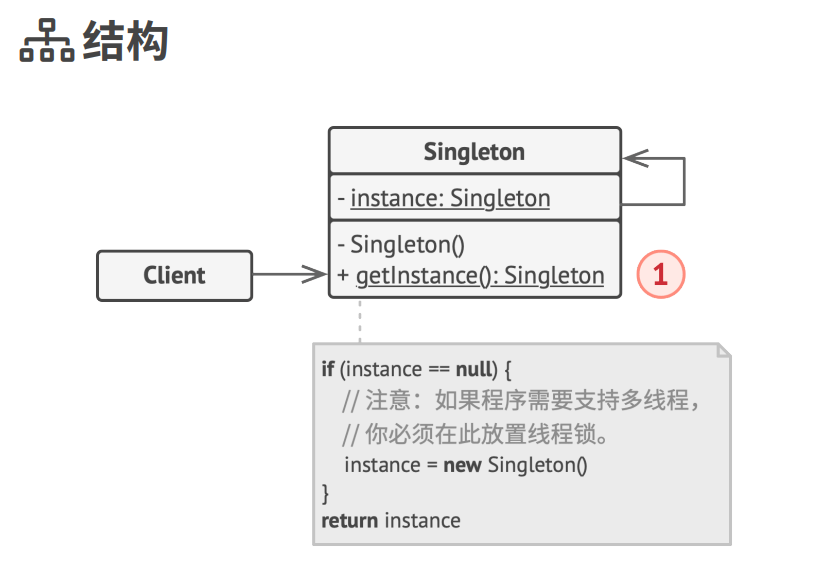 结构
Singleton
- instance: Singleton
- Singleton()
+ getInstance(): Singleton
Client
1
if (instance == null) {
// 注意：如果程序需要支持多线程，
// 你必须在此放置线程锁。
instance = new Singleton()
}
return instance